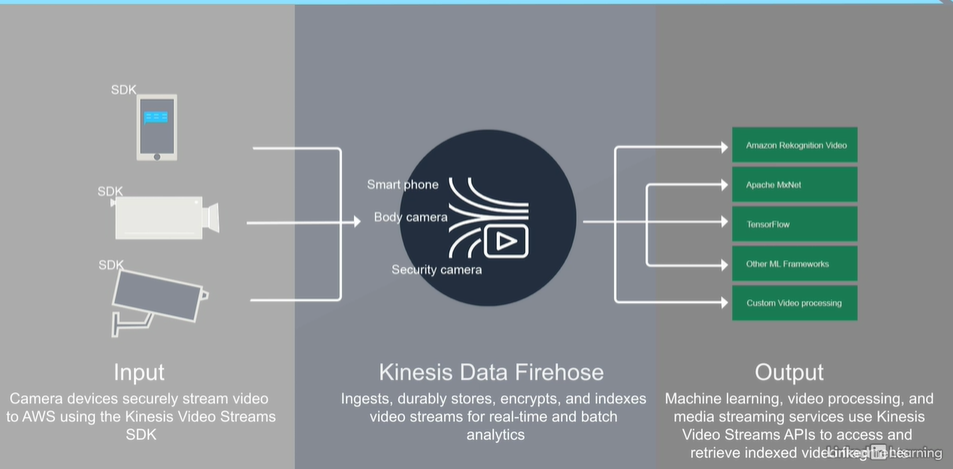 SDK
SDK
SDK
Smart phone
Body camera
Security camera
Amazon Rekognition Video
Apache MxNet
TensorFlow
Other ML Frameworks
Custom Video processing
Input
Camera devices securely stream video
to AWS using the Kinesis Video Streams
SDK
Kinesis Data Firehose
Ingests, durably stores, encrypts, and indexes
video streams for real-time and batch
analytics
Output
Machine learning, video processing, and
media streaming services use Kinesis
Video Streams APIs to access and
retrieve indexed video
LinkedIn Learning